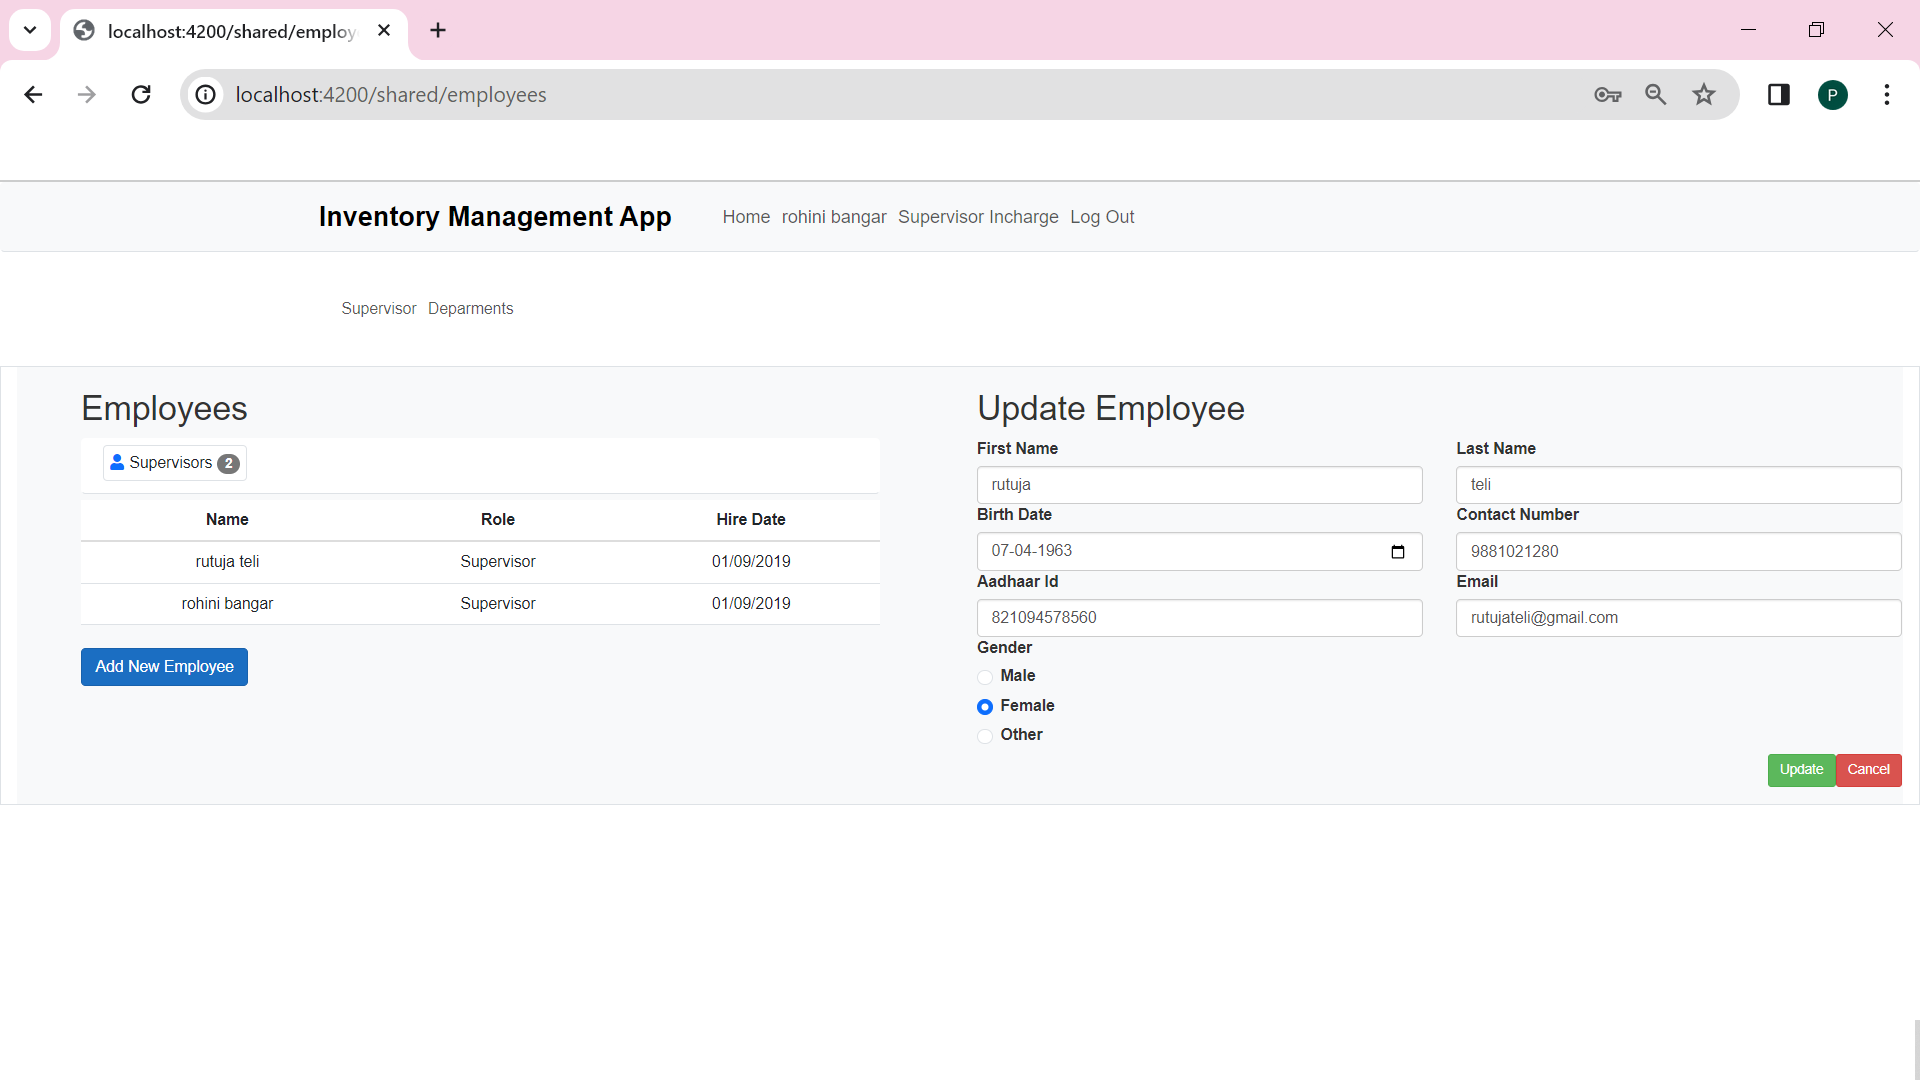 localhost:4200/shared/employ
localhost:4200/shared/employees
P
Inventory Management App Home rohini bangar Supervisor Incharge Log Out
Supervisor Deparments
Employees
Supervisors 2
Name Role Hire Date
rutuja teli Supervisor 01/09/2019
rohini bangar Supervisor 01/09/2019
Add New Employee
Update Employee
First Name Last Name
rutuja teli
Birth Date Contact Number
07-04-1963 9881021280
Aadhaar Id Email
821094578560 rutujateli@gmail.com
Gender
Male
Female
Other
Update Cancel